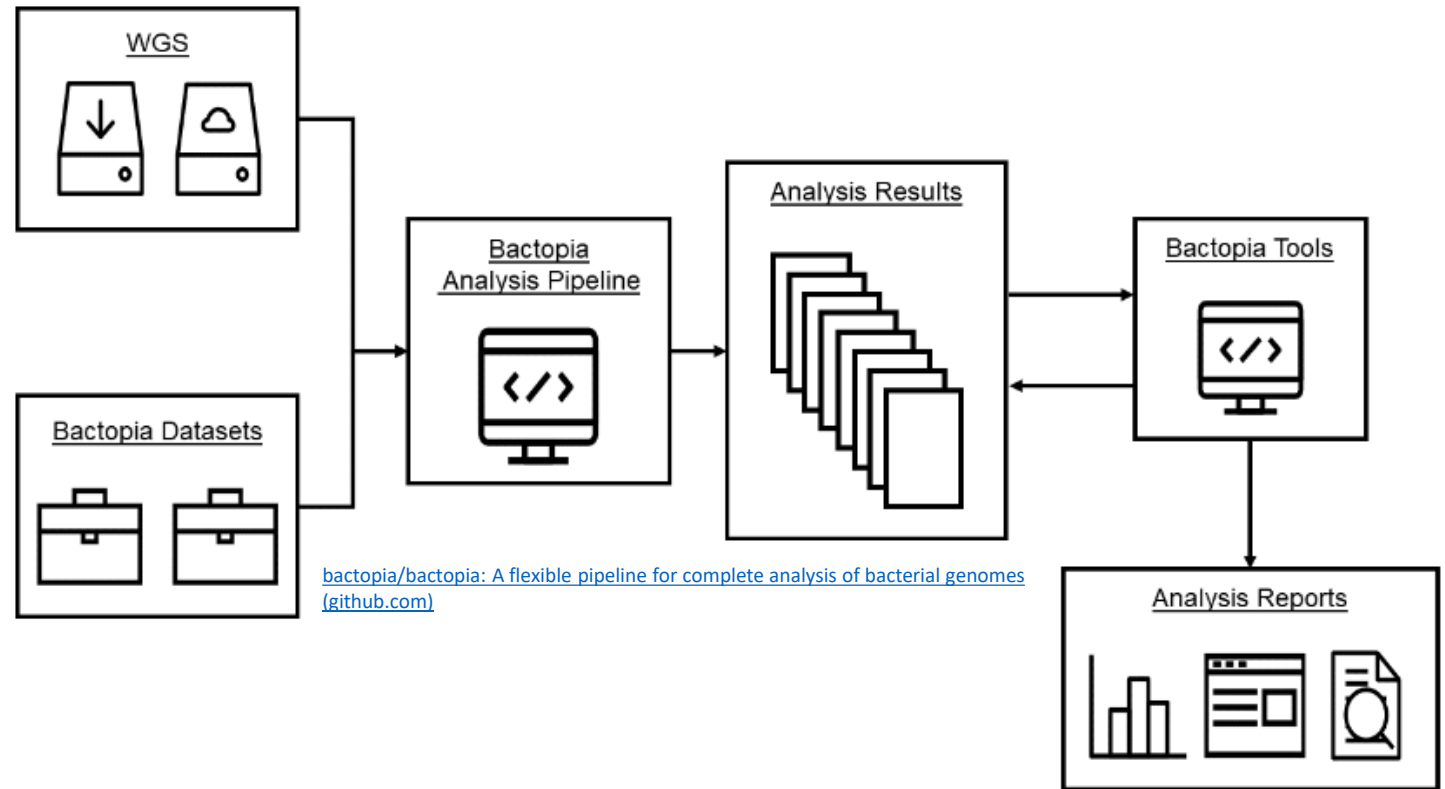 WGS
Bactopia Datasets
Bactopia
Analysis Pipeline
Analysis Results
Bactopia Tools
Analysis Reports
bactopia/bactopia: A flexible pipeline for complete analysis of bacterial genomes
(github.com)